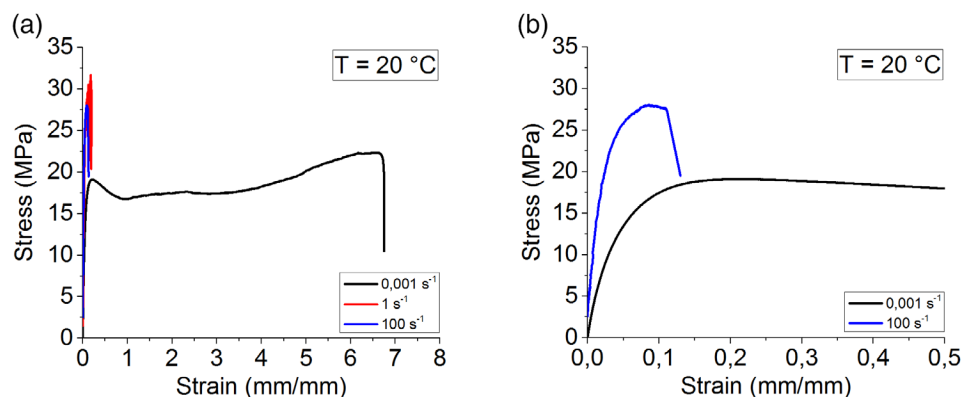 (a)
T = 20 °C
Stress (MPa)
35
30
25
20
15
10
5
0
0,001 s⁻¹
1 s⁻¹
100 s⁻¹
0 1 2 3 4 5 6 7 8
Strain (mm/mm)
(b)
T = 20 °C
Stress (MPa)
35
30
25
20
15
10
5
0
0,001 s⁻¹
100 s⁻¹
0,0 0,1 0,2 0,3 0,4 0,5
Strain (mm/mm)